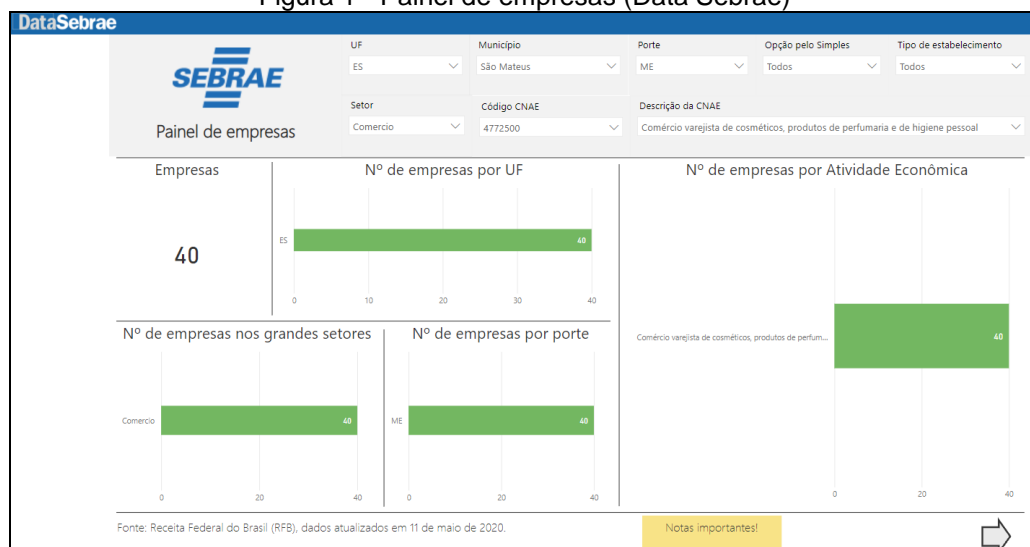 Figura 1 - Painel de empresas (Data Sebrae)
DataSebrae
SEBRAE
Painel de empresas
UF
ES
Município
São Mateus
Porte
ME
Opção pelo Simples
Todos
Tipo de estabelecimento
Todos
Setor
Comercio
Código CNAE
4772500
Descrição da CNAE
Comércio varejista de cosméticos, produtos de perfumaria e de higiene pessoal
Empresas
40
Nº de empresas por UF
ES
40
0 10 20 30 40
Nº de empresas por Atividade Econômica
Comércio varejista de cosméticos, produtos de perfum...
40
0 20 40
Nº de empresas nos grandes setores
Comercio
40
0 20 40
Nº de empresas por porte
ME
40
0 20 40
Fonte: Receita Federal do Brasil (RFB), dados atualizados em 11 de maio de 2020.
Notas importantes!